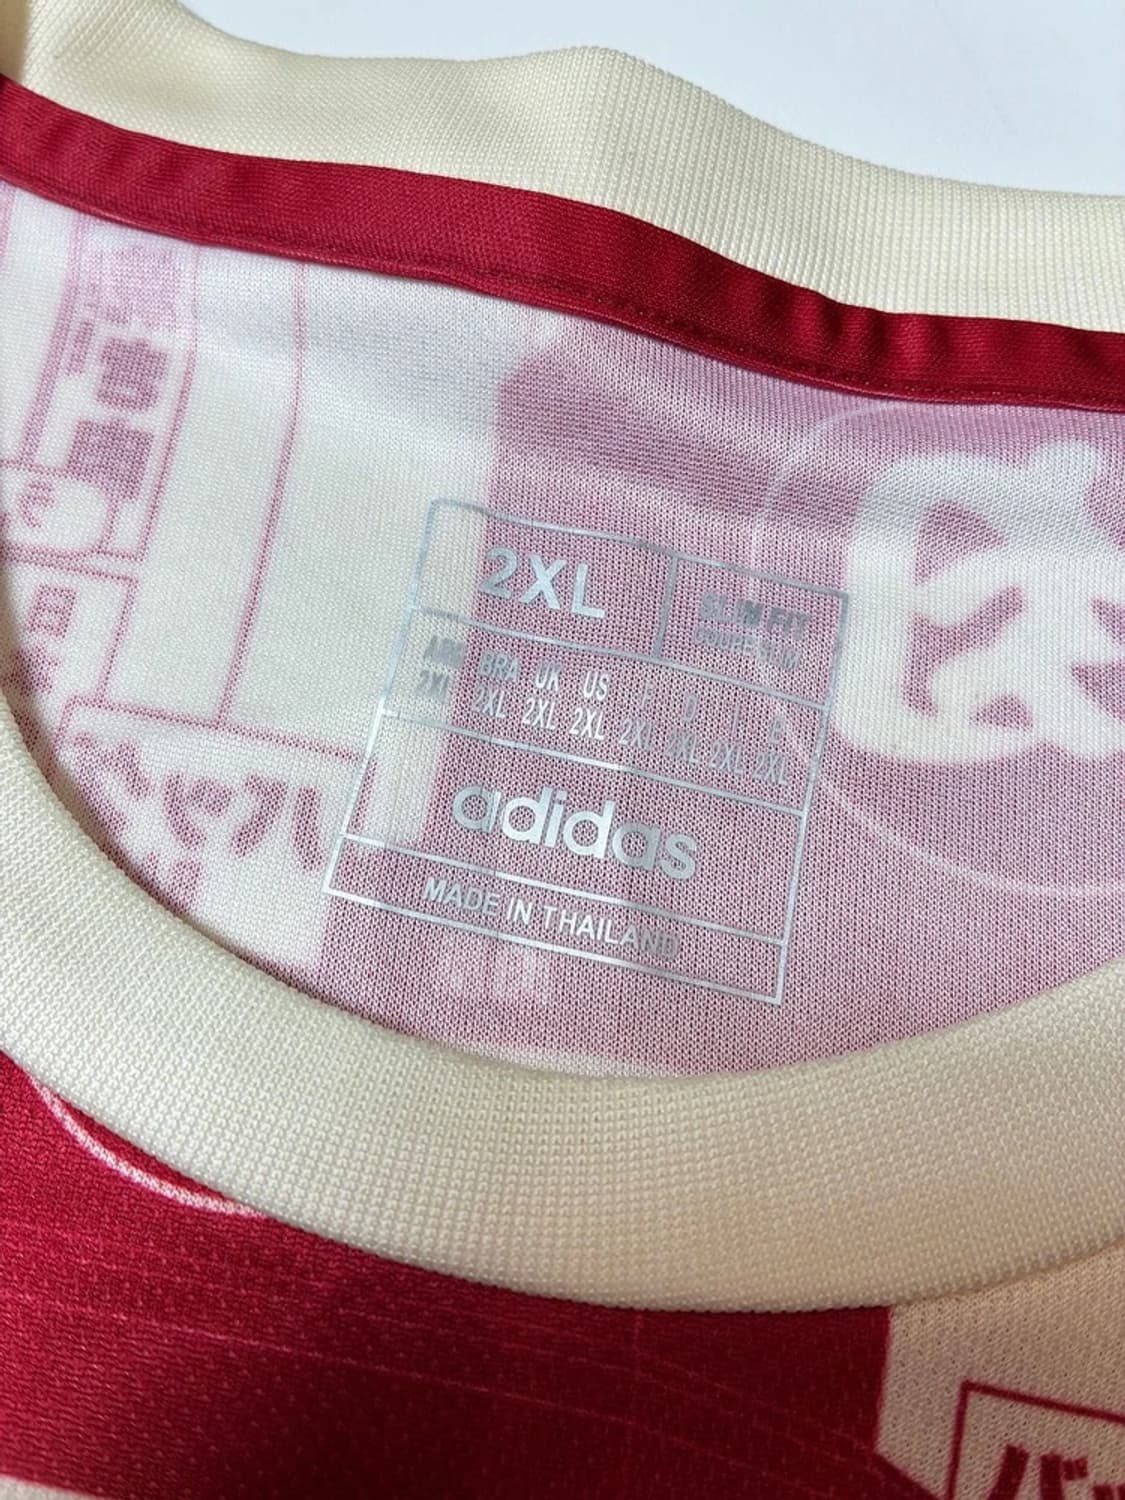 2XL
SLIM FIT
COUPE SLIM
ARG BRA UK US F D I E
2XL 2XL 2XL 2XL 2XL 2XL 2XL 2XL
adidas
MADE IN THAILAND